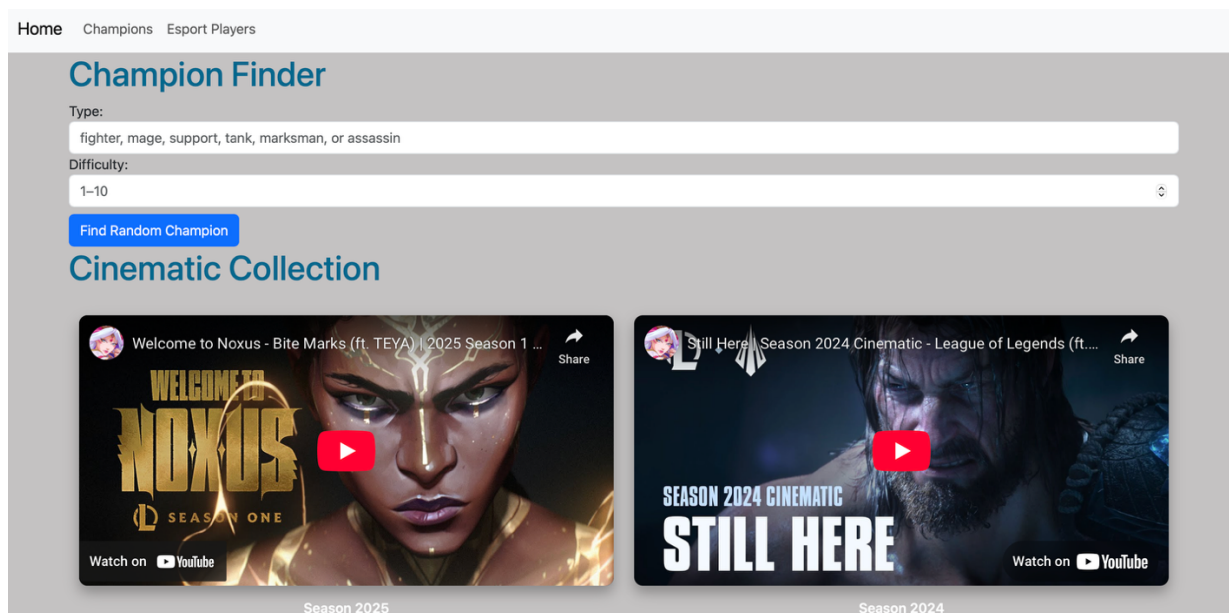 Home Champions Esport Players
Champion Finder
Type:
fighter, mage, support, tank, marksman, or assassin
Difficulty:
1–10
Find Random Champion
Cinematic Collection
Welcome to Noxus - Bite Marks (ft. TEYA) | 2025 Season 1 ...
Share
WELCOME TO
NOXUS
SEASON ONE
Watch on YouTube
Season 2025
Still Here | Season 2024 Cinematic - League of Legends (ft....
Share
SEASON 2024 CINEMATIC
STILL HERE
Watch on YouTube
Season 2024